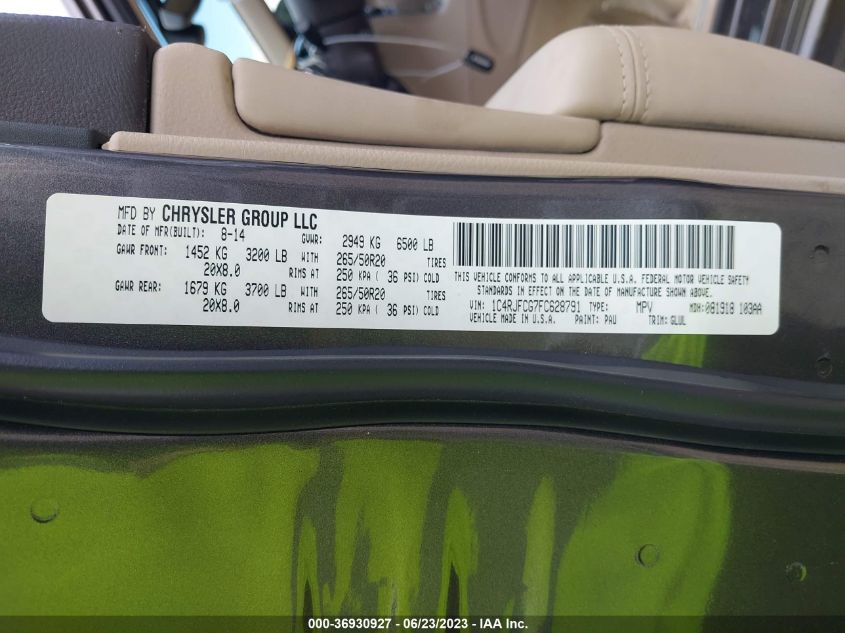 MFD BY CHRYSLER GROUP LLC
DATE OF MFR(BUILT): 8-14 GVWR: 2949 KG 6500 LB
GAWR FRONT: 1452 KG 3200 LB WITH 265/50R20 TIRES
20X8.0 RIMS AT 250 KPA ( 36 PSI) COLD
GAWR REAR: 1679 KG 3700 LB WITH 265/50R20 TIRES
20X8.0 RIMS AT 250 KPA ( 36 PSI) COLD
THIS VEHICLE CONFORMS TO ALL APPLICABLE U.S.A. FEDERAL MOTOR VEHICLE SAFETY
STANDARDS IN EFFECT ON THE DATE OF MANUFACTURE SHOWN ABOVE.
VIN: 1C4RJFCG7FC628791 TYPE: MPV MDH:081918 109AA
VEHICLE MADE IN U.S.A. PAINT: PAU TRIM: GLUL
000-36930927 - 06/23/2023 - IAA Inc.